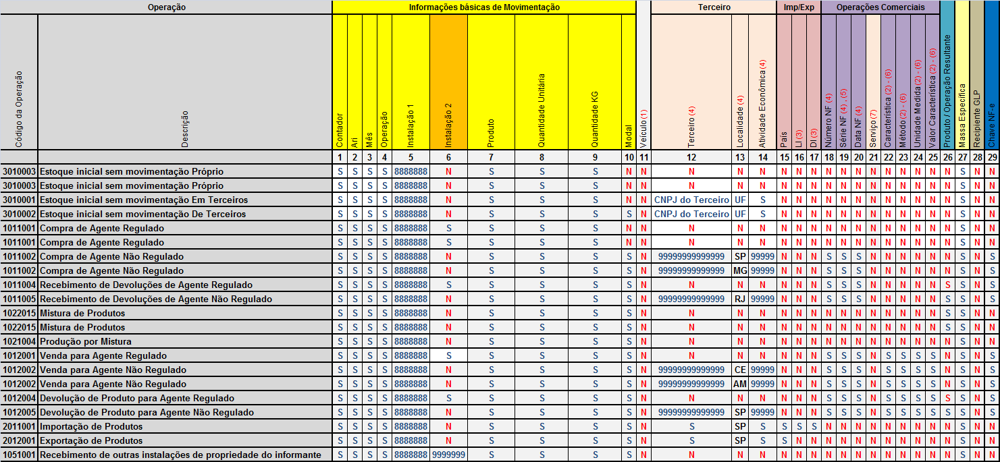 Operação Informações básicas de Movimentação Terceiro Imp/Exp Operações Comerciais
Código da Operação
Descrição
Contador
Ari
Mês
Operação
Instalação 1
Instalação 2
Produto
Quantidade Unitária
Quantidade KG
Modal
Veículo (1)
Terceiro (4)
Localidade (4)
Atividade Econômica (4)
País
LI (3)
DI (3)
Número NF (4)
Série NF (4) , (5)
Data NF (4)
Serviço (7)
Característica (2) - (6)
Método (2) - (6)
Unidade Medida (2) - (6)
Valor Característica (2) - (6)
Produto / Operação Resultante
Massa Específica
Recipiente GLP
Chave NF-e
1 2 3 4 5 6 7 8 9 10 11 12 13 14 15 16 17 18 19 20 21 22 23 24 25 26 27 28 29
3010003 Estoque inicial sem movimentação Próprio S S S S 8888888 N S S S N N N N N N N N N N N N N N N N N S N N
3010003 Estoque inicial sem movimentação Próprio S S S S 8888888 N S S S N N N N N N N N N N N N N N N N N S N N
3010001 Estoque inicial sem movimentação Em Terceiros S S S S 8888888 N S S S N N CNPJ do Terceiro UF S N N N N N N N N N N N N S N N
3010002 Estoque inicial sem movimentação De Terceiros S S S S 8888888 N S S S N N CNPJ do Terceiro UF S N N N N N N N N N N N N S N N
1011001 Compra de Agente Regulado S S S S 8888888 S S S S N N N N N N N N N N N N N N N N N S N N
1011001 Compra de Agente Regulado S S S S 8888888 S S S S N N N N N N N N N N N N N N N N N S N N
1011002 Compra de Agente Não Regulado S S S S 8888888 N S S S S N 99999999999999 SP 99999 N N N S S S N N N N N N S N S
1011002 Compra de Agente Não Regulado S S S S 8888888 N S S S S N 99999999999999 MG 99999 N N N S S S N N N N N N S N S
1011004 Recebimento de Devoluções de Agente Regulado S S S S 8888888 S S S S S N N N N N N N S S S N N N N N S S N S
1011005 Recebimento de Devoluções de Agente Não Regulado S S S S 8888888 N S S S S N 99999999999999 RJ 99999 N N N S S S N N N N N S S N S
1022015 Mistura de Produtos S S S S 8888888 N S S S S N N N N N N N N N N N N N N N S S N N
1022015 Mistura de Produtos S S S S 8888888 N S S S S N N N N N N N N N N N N N N N S S N N
1021004 Produção por Mistura S S S S 8888888 N S S S S N N N N N N N N N N N N N N N N S N N
1012001 Venda para Agente Regulado S S S S 8888888 S S S S S N N N N N N N S S S N S S S S N S N S
1012002 Venda para Agente Não Regulado S S S S 8888888 N S S S S N 99999999999999 CE 99999 N N N S S S N S S S S N S N S
1012002 Venda para Agente Não Regulado S S S S 8888888 N S S S S N 99999999999999 AM 99999 N N N S S S N S S S S N S N S
1012004 Devolução de Produto para Agente Regulado S S S S 8888888 S S S S S N N N N N N N S S S N S S S S S S N S
1012005 Devolução de Produto para Agente Não Regulado S S S S 8888888 N S S S S N 99999999999999 SP 99999 N N N S S S N S S S S S S N S
2011001 Importação de Produtos S S S S 8888888 N S S S S N S SP S S S S N N N N N N N N N S N N
2012001 Exportação de Produtos S S S S 8888888 N S S S S N S SP S S N N N N N N N N N N N S N N
1051001 Recebimento de outras instalações de propriedade do informante S S S S 8888888 9999999 S S S S N N N N N N N N N N N N N N N N S N N